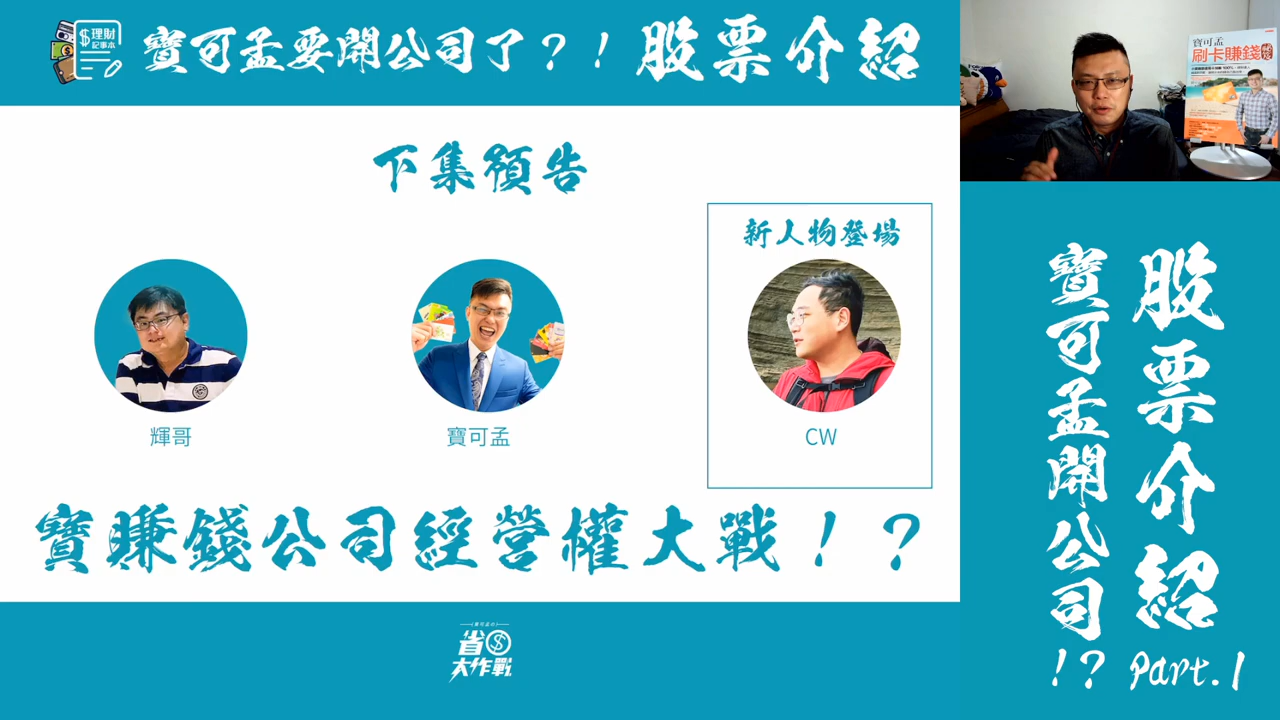 理財
記事本
寶可孟要開公司了？！股票介紹
下集預告
新人物登場
輝哥
寶可孟
CW
寶賺錢公司經營權大戰！？
省$
大作戰
寶可孟
刷卡賺錢
股票介紹 Part.1
寶可孟開公司！？